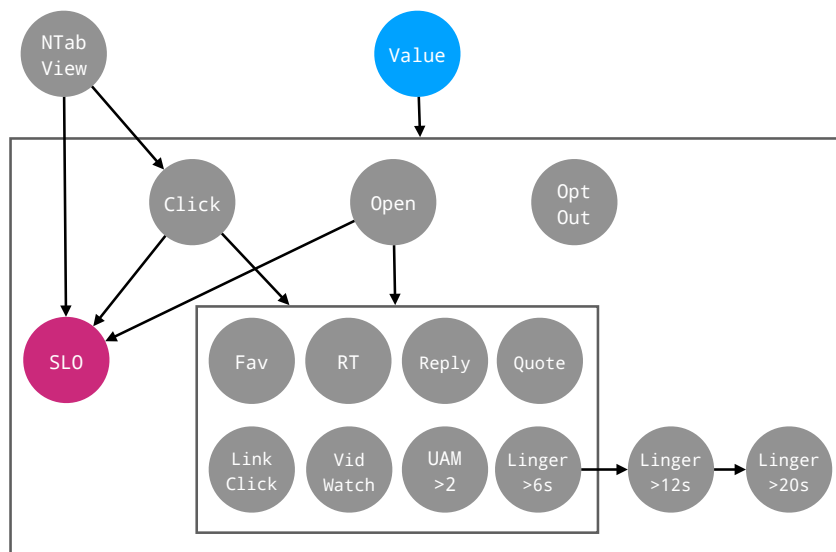 NTab
View
Value
Click
Open
Opt
Out
SLO
Fav
RT
Reply
Quote
Link
Click
Vid
Watch
UAM
>2
Linger
>6s
Linger
>12s
Linger
>20s